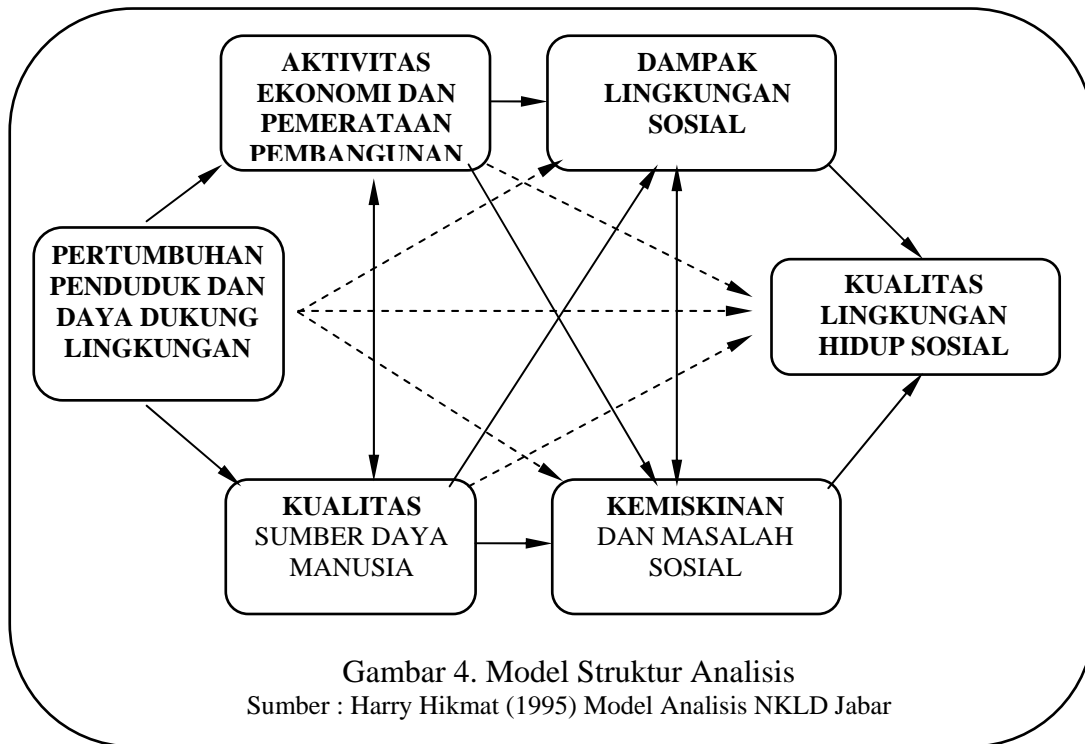 AKTIVITAS
EKONOMI DAN
PEMERATAAN
PEMBANGUNAN
DAMPAK
LINGKUNGAN
SOSIAL
PERTUMBUHAN
PENDUDUK DAN
DAYA DUKUNG
LINGKUNGAN
KUALITAS
LINGKUNGAN
HIDUP SOSIAL
KUALITAS
SUMBER DAYA
MANUSIA
KEMISKINAN
DAN MASALAH
SOSIAL
Gambar 4. Model Struktur Analisis
Sumber : Harry Hikmat (1995) Model Analisis NKLD Jabar